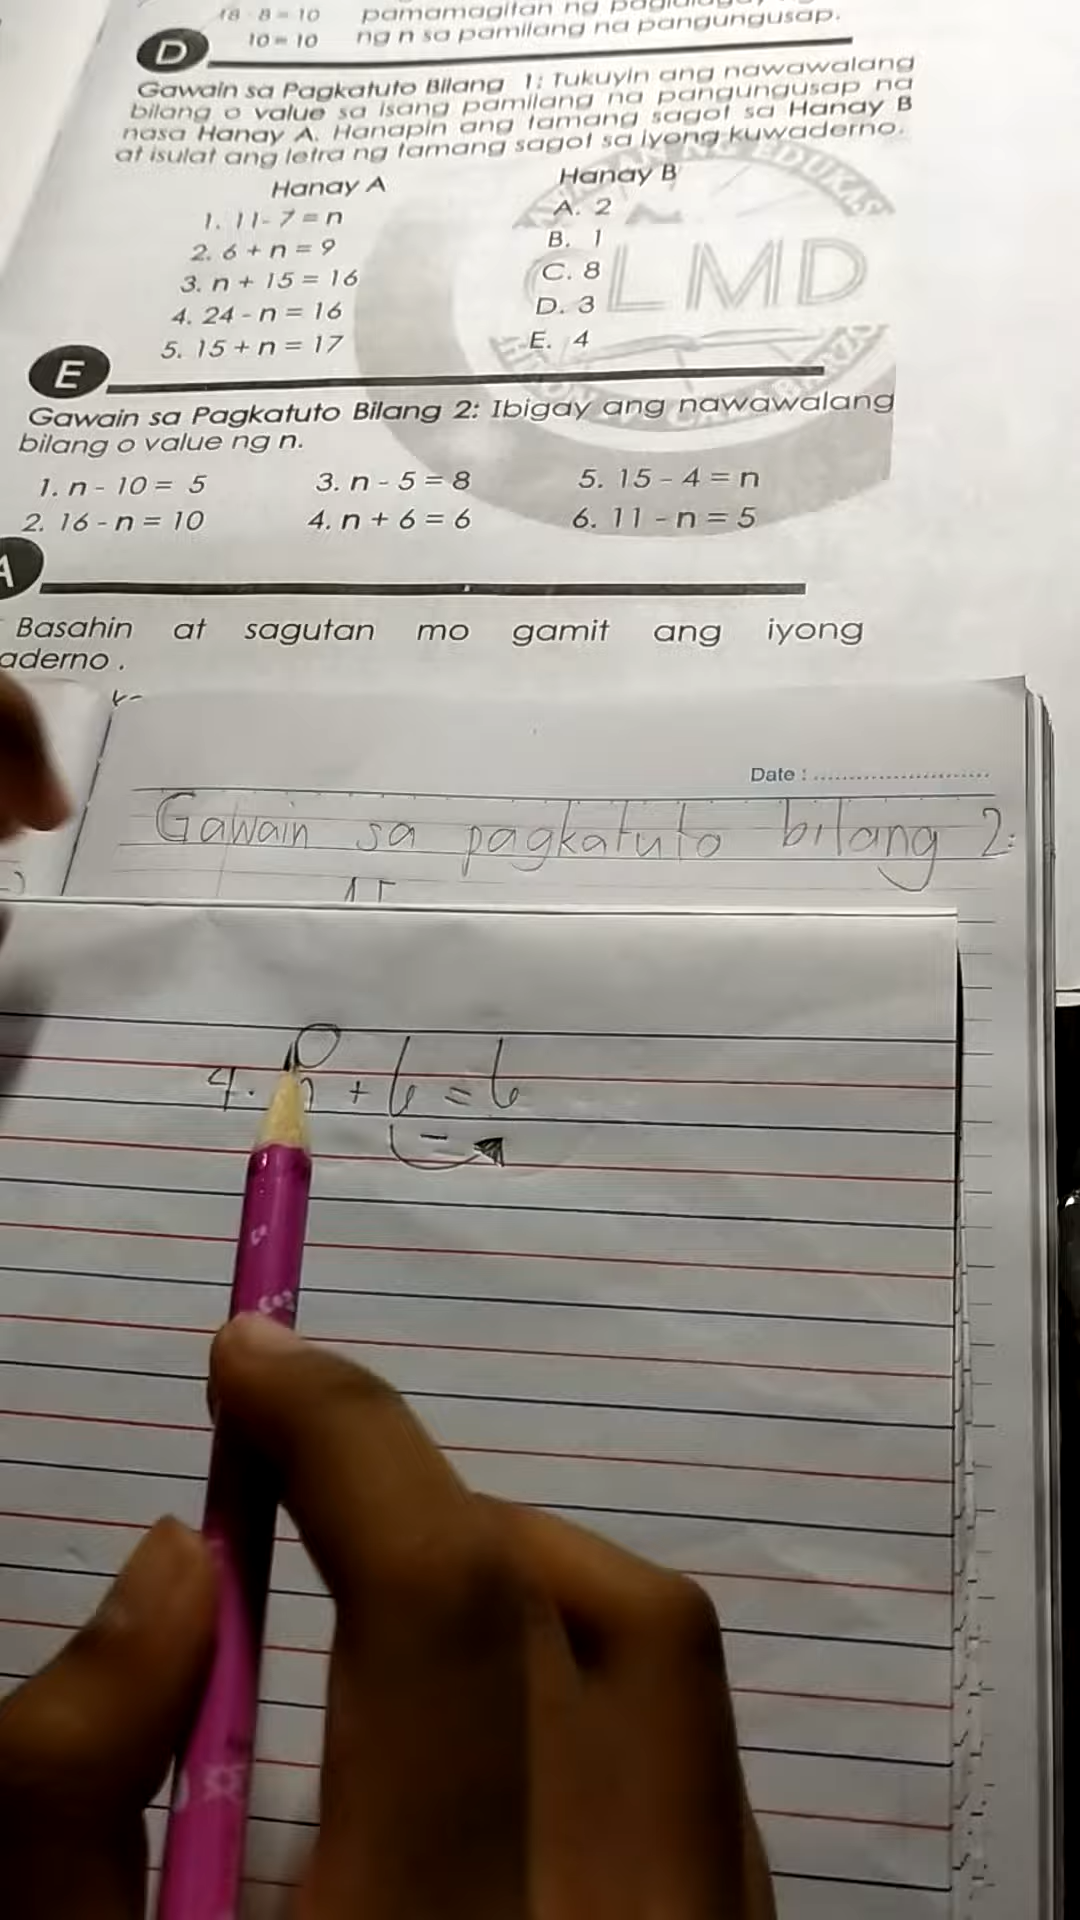 18 - 8 = 10 pamamagitan ng
10 = 10 ng n sa pamilang na pangungusap.
D
Gawain sa Pagkatuto Bilang 1: Tukuyin ang nawawalang
bilang o value sa isang pamilang na pangungusap na
nasa Hanay A. Hanapin ang tamang sagot sa Hanay B
at isulat ang letra ng tamang sagot sa iyong kuwaderno.
Hanay A Hanay B
1. 11- 7 = n A. 2
2. 6 + n = 9 B. 1
3. n + 15 = 16 C. 8
4. 24 - n = 16 D. 3
5. 15 + n = 17 E. 4
CLMD
E
Gawain sa Pagkatuto Bilang 2: Ibigay ang nawawalang
bilang o value ng n.
1. n - 10 = 5 3. n - 5 = 8 5. 15 - 4 = n
2. 16 - n = 10 4. n + 6 = 6 6. 11 - n = 5
A
Basahin at sagutan mo gamit ang iyong
aderno .
Date :
Gawain sa pagkatuto bilang 2:
15
0
4. n + 6 = 6
-